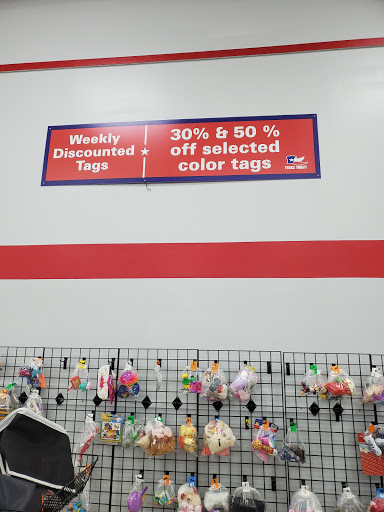 Weekly
Discounted
Tags
30% & 50 %
off selected
color tags
TEXAS THRIFT